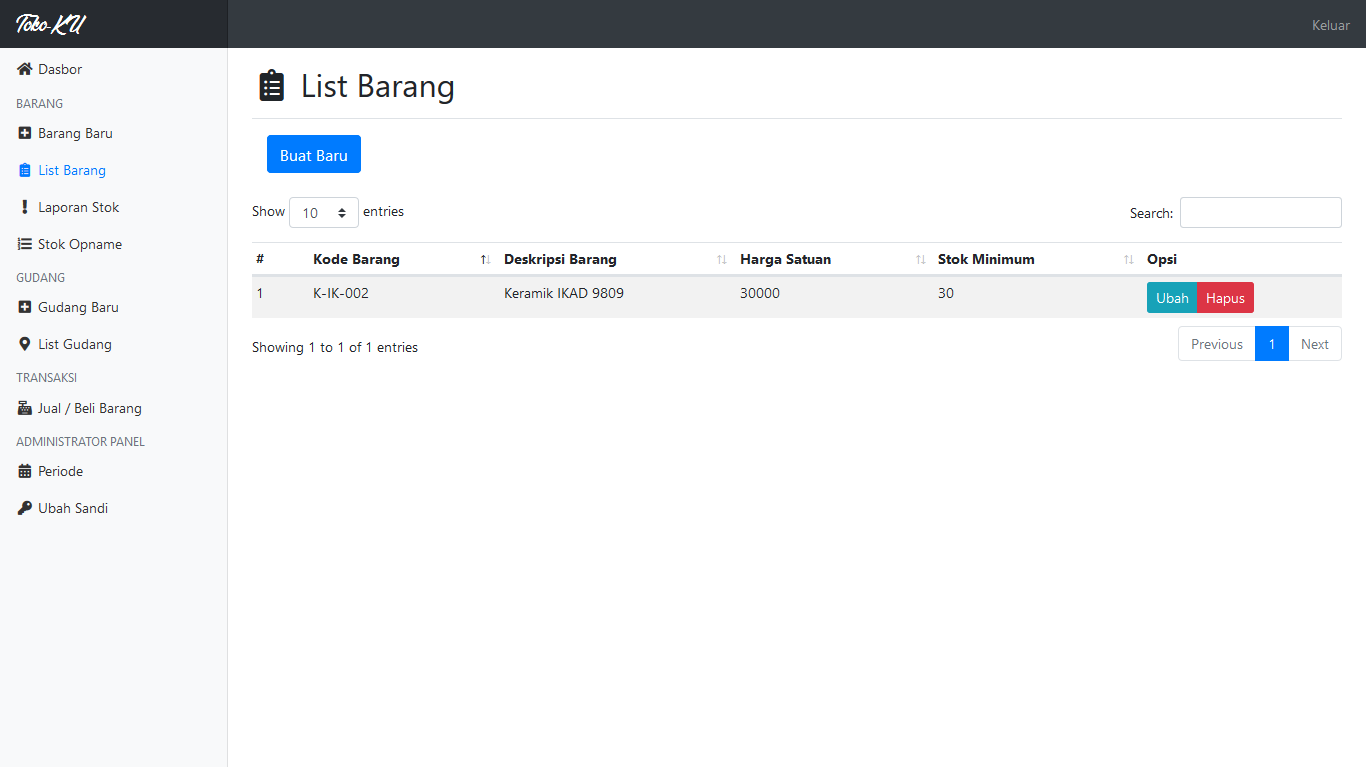 Toko-KU
Keluar
Dasbor
BARANG
Barang Baru
List Barang
Laporan Stok
Stok Opname
GUDANG
Gudang Baru
List Gudang
TRANSAKSI
Jual / Beli Barang
ADMINISTRATOR PANEL
Periode
Ubah Sandi
List Barang
Buat Baru
Show 10 entries
Search:
# Kode Barang Deskripsi Barang Harga Satuan Stok Minimum Opsi
1 K-IK-002 Keramik IKAD 9809 30000 30 Ubah Hapus
Showing 1 to 1 of 1 entries
Previous 1 Next